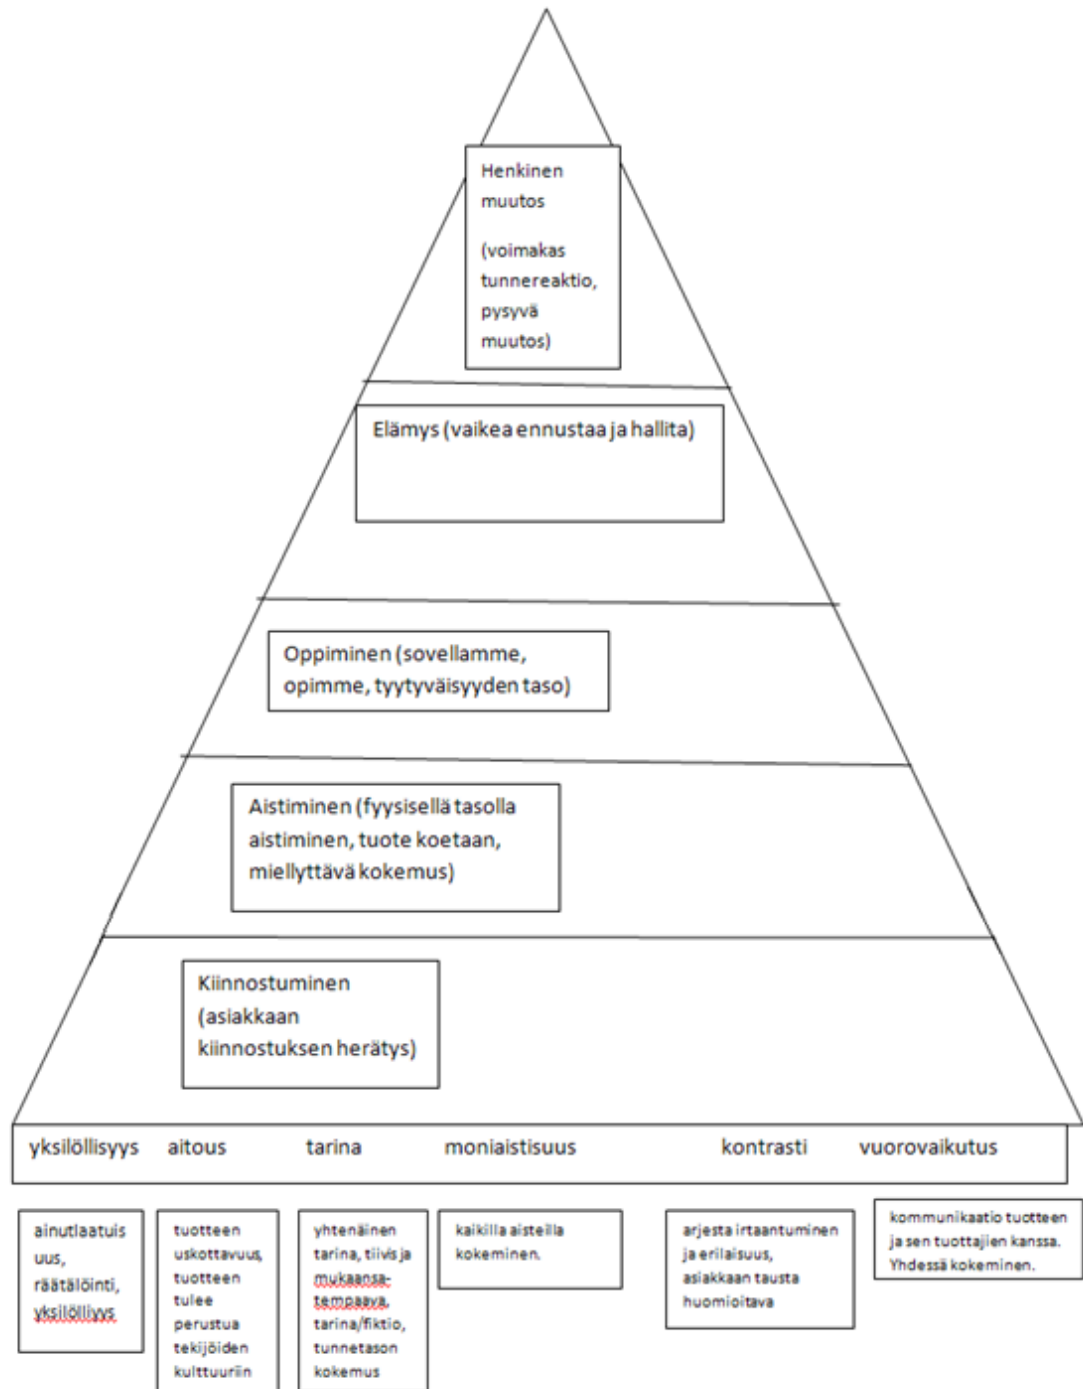 Henkinen
muutos
(voimakas
tunnereaktio,
pysyvä
muutos)
Elämys (vaikea ennustaa ja hallita)
Oppiminen (sovellamme,
opimme, tyytyväisyyden taso)
Aistiminen (fyysisellä tasolla
aistiminen, tuote koetaan,
miellyttävä kokemus)
Kiinnostuminen
(asiakkaan
kiinnostuksen herätys)
yksilöllisyys aitous tarina moniaistisuus kontrasti vuorovaikutus
ainutlaatuis
uus,
räätälöinti,
yksilölliyys
tuotteen
uskottavuus,
tuotteen
tulee
perustua
tekijöiden
kulttuuriin
yhtenäinen
tarina, tiivis ja
mukaansa-
tempaava,
tarina/fiktio,
tunnetason
kokemus
kaikilla aisteilla
kokeminen.
arjesta irtaantuminen
ja erilaisuus,
asiakkaan tausta
huomioitava
kommunikaatio tuotteen
ja sen tuottajien kanssa.
Yhdessä kokeminen.